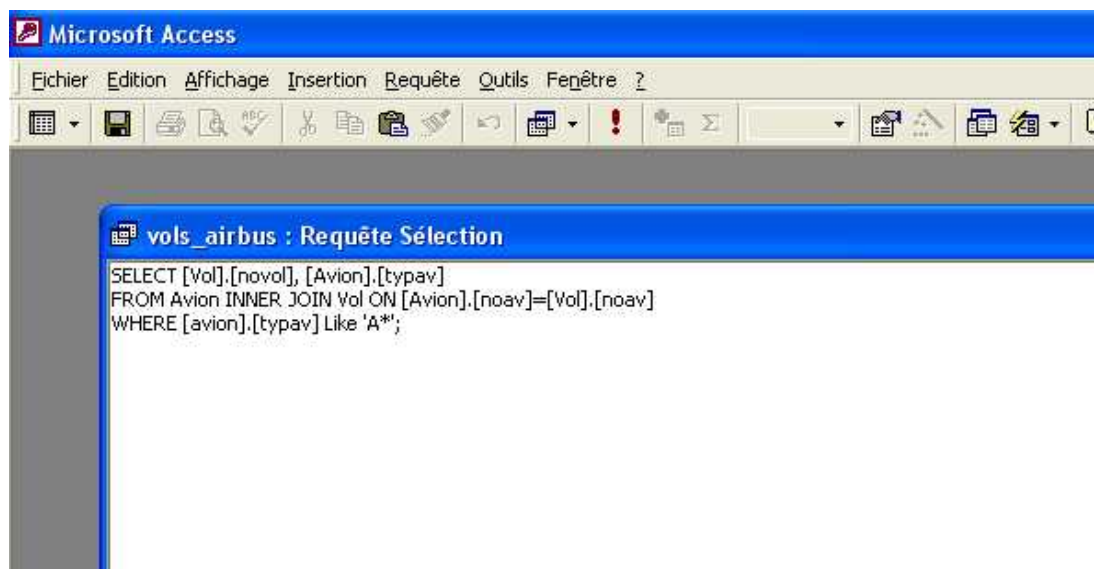 Microsoft Access
Fichier Edition Affichage Insertion Requête Outils Fenêtre ?
ABC
vols_airbus : Requête Sélection
SELECT [Vol].[novol], [Avion].[typav]
FROM Avion INNER JOIN Vol ON [Avion].[noav]=[Vol].[noav]
WHERE [avion].[typav] Like 'A*';